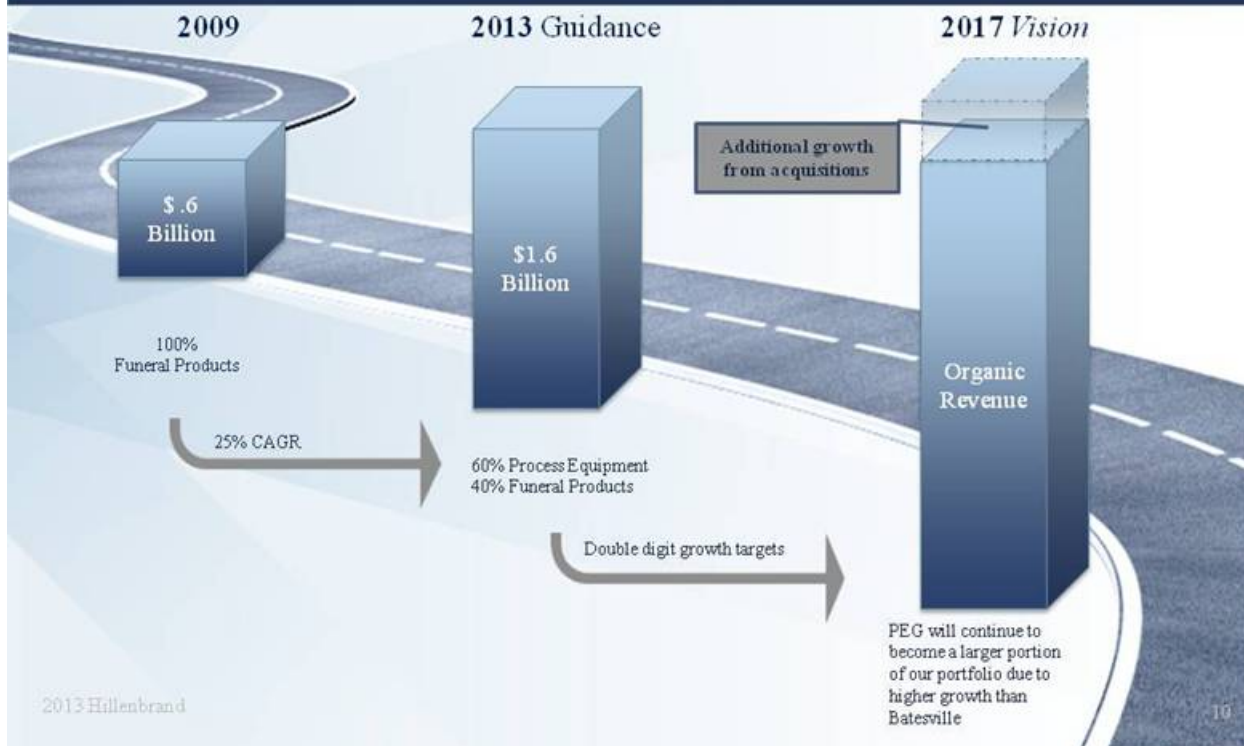 2009
2013 Guidance
2017 Vision
Additional growth
from acquisitions
$ .6
Billion
$1.6
Billion
Organic
Revenue
100%
Funeral Products
25% CAGR
60% Process Equipment
40% Funeral Products
Double digit growth targets
PEG will continue to
become a larger portion
of our portfolio due to
higher growth than
Batesville
2013 Hillenbrand
10